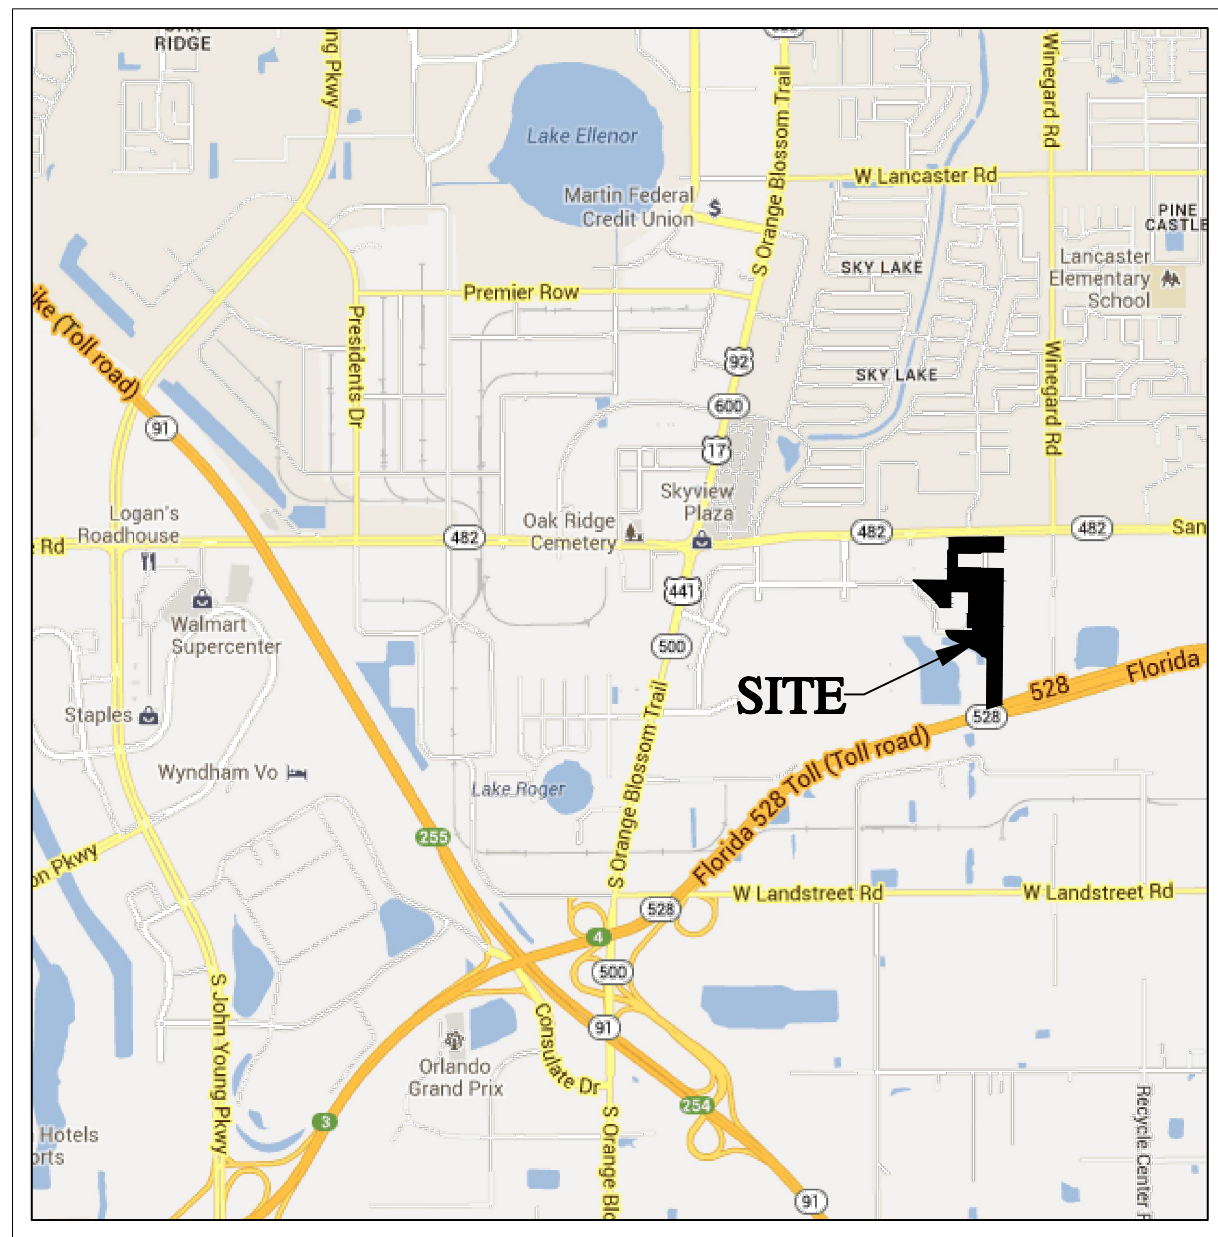 RIDGE
ng Pkwy
Winegard Rd
S Orange Blossom Trail
Lake Ellenor
W Lancaster Rd
Martin Federal
Credit Union
$
PINE
CASTLE
SKY LAKE
Lancaster
Elementary
School
ike (Toll road)
Premier Row
Presidents Dr
92
SKY LAKE
Winegard Rd
600
91
17
Skyview
Plaza
Logan's
Roadhouse
Oak Ridge
Cemetery
e Rd
482
482
482
San
441
Walmart
Supercenter
500
SITE
528
Florida
528
Staples
S Orange Blossom Trail
Florida 528 Toll (Toll road)
Wyndham Vo
Lake Roger
255
on Pkwy
W Landstreet Rd
W Landstreet Rd
528
4
500
S John Young Pkwy
Consulate Dr
91
Orlando
Grand Prix
254
3
S Orange Blo
Recycle Center R
Hotels
orts
91